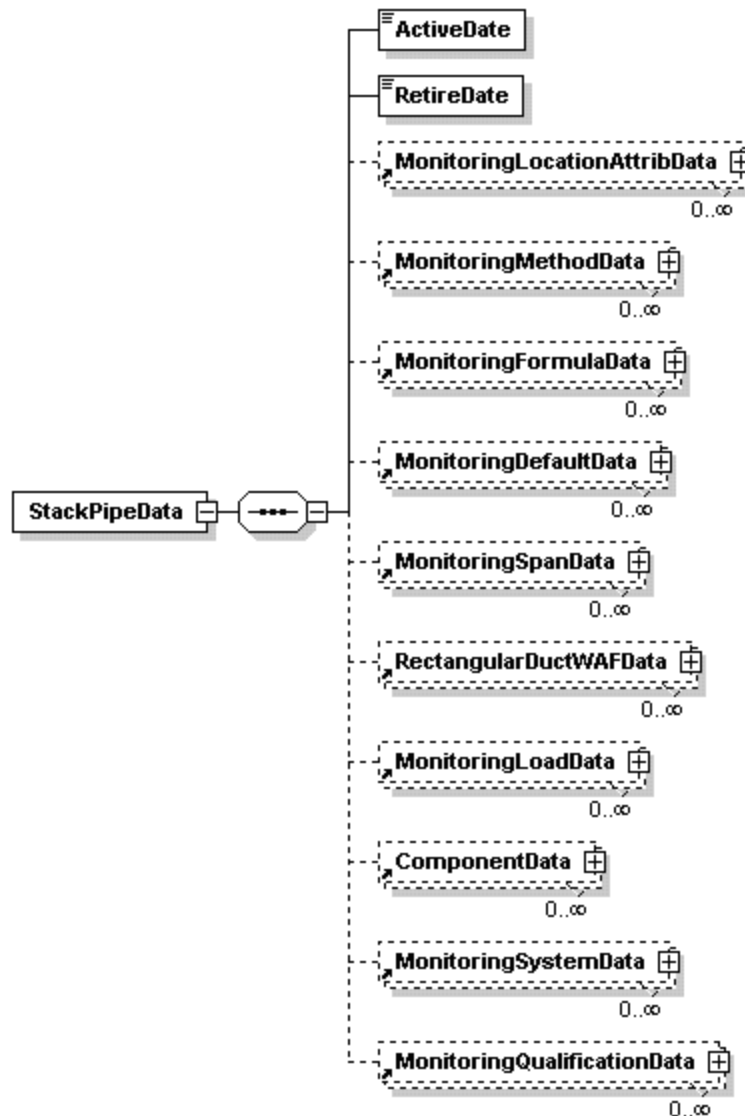 ActiveDate
RetireDate
MonitoringLocationAttribData
0..∞
MonitoringMethodData
0..∞
MonitoringFormulaData
0..∞
MonitoringDefaultData
0..∞
StackPipeData
MonitoringSpanData
0..∞
RectangularDuctWAFData
0..∞
MonitoringLoadData
0..∞
ComponentData
0..∞
MonitoringSystemData
0..∞
MonitoringQualificationData
0..∞